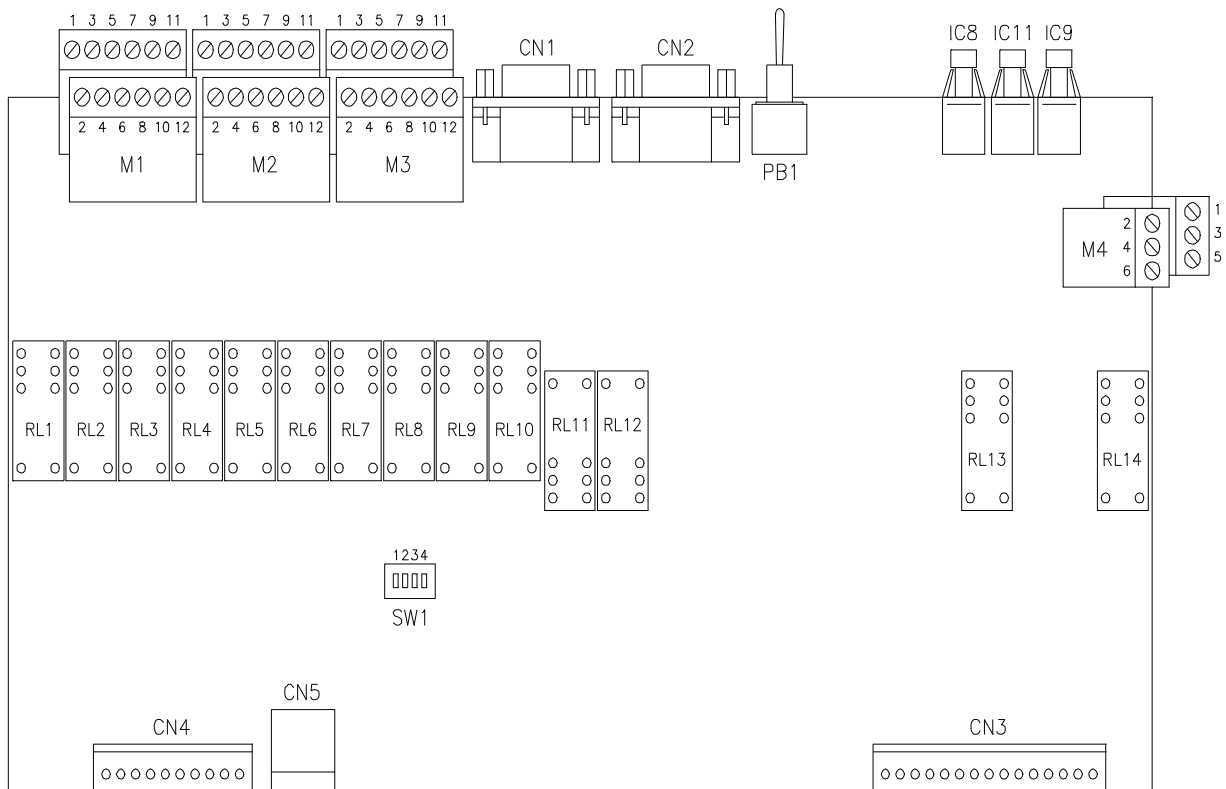 1 3 5 7 9 11 1 3 5 7 9 11 1 3 5 7 9 11
CN1 CN2 IC8 IC11 IC9
2 4 6 8 10 12 2 4 6 8 10 12 2 4 6 8 10 12
M1 M2 M3 PB1
1
2
3
M4 4
5
6
RL1 RL2 RL3 RL4 RL5 RL6 RL7 RL8 RL9 RL10 RL11 RL12
RL13 RL14
1234
SW1
CN5
CN4 CN3